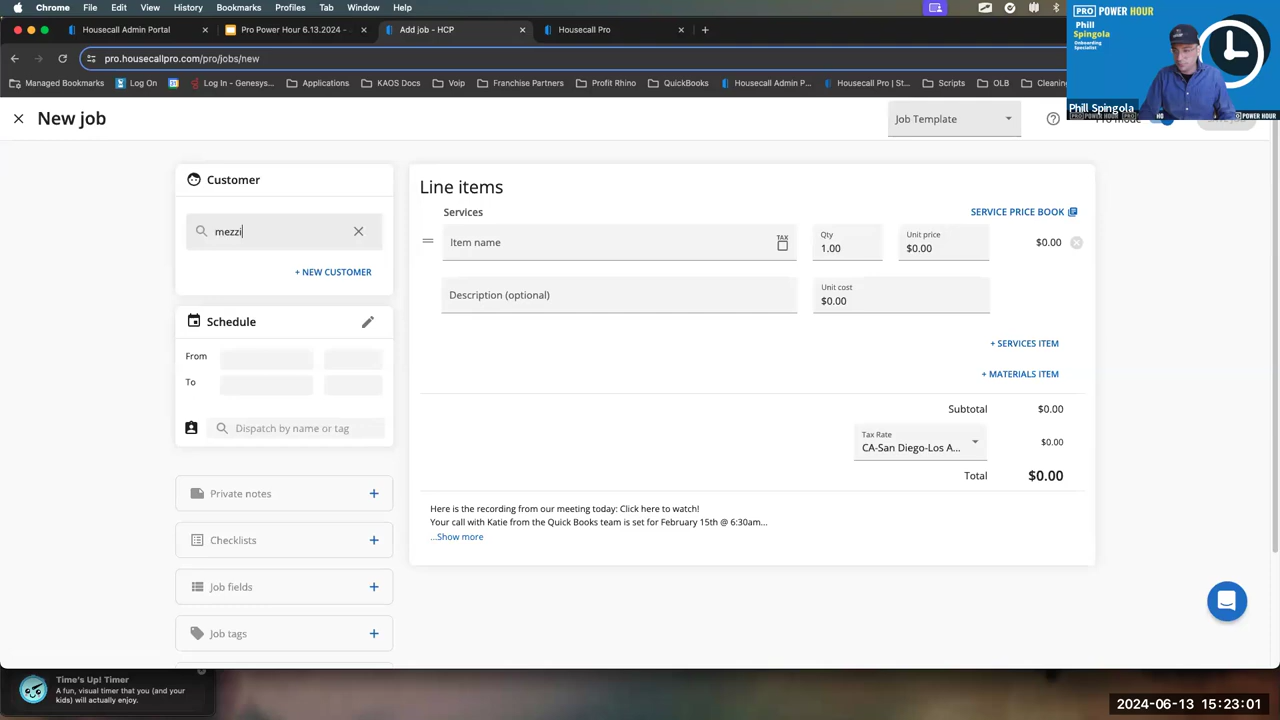 Chrome File Edit View History Bookmarks Profiles Tab Window Help
Housecall Admin Portal
Pro Power Hour 6.13.2024 -
Add job - HCP
Housecall Pro
pro.housecallpro.com/pro/jobs/new
Managed Bookmarks
Log On
Log In - Genesys...
Applications
KAOS Docs
Voip
Franchise Partners
Profit Rhino
QuickBooks
Housecall Admin P...
Housecall Pro | St...
Scripts
OLB
Cleanin
PRO POWER HOUR
Phill
Spingola
Onboarding
Specialist
Phill Spingola
New job
Job Template
Customer
mezzi
+ NEW CUSTOMER
Schedule
From
To
Dispatch by name or tag
Private notes
Checklists
Job fields
Job tags
Line items
Services
SERVICE PRICE BOOK
Item name
TAX
Qty
1.00
Unit price
$0.00
$0.00
Description (optional)
Unit cost
$0.00
+ SERVICES ITEM
+ MATERIALS ITEM
Subtotal
$0.00
Tax Rate
CA-San Diego-Los A...
$0.00
Total
$0.00
Here is the recording from our meeting today: Click here to watch!
Your call with Katie from the Quick Books team is set for February 15th @ 6:30am...
...Show more
Time's Up! Timer
A fun, visual timer that you (and your
kids) will actually enjoy.
2024-06-13 15:23:01